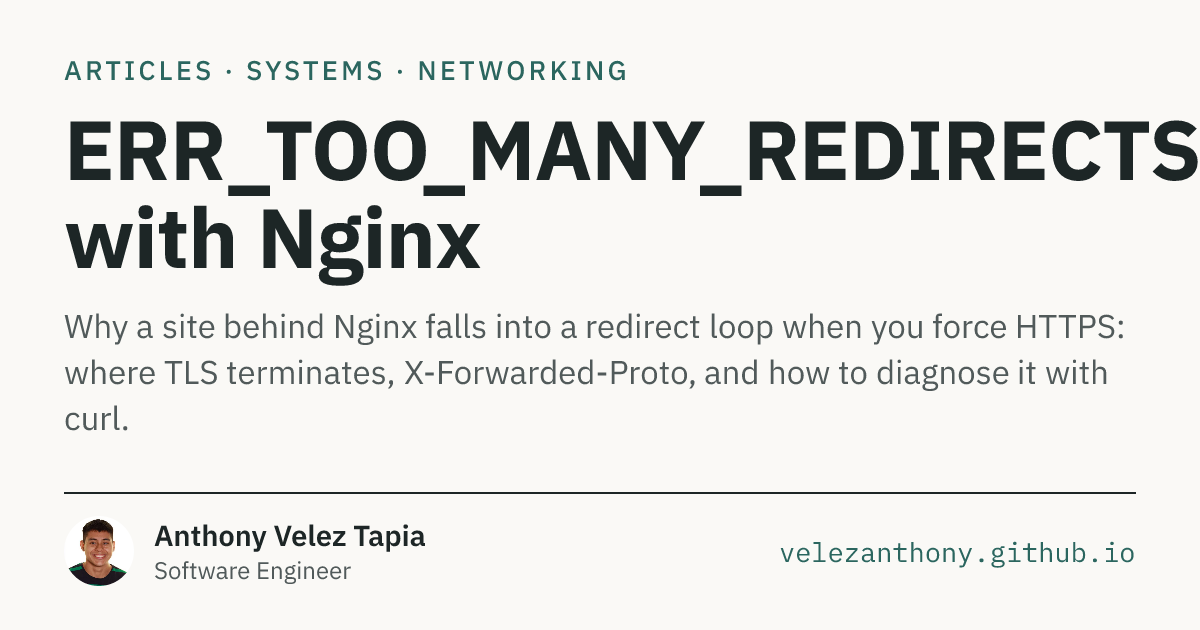 ARTICLES · SYSTEMS · NETWORKING
ERR_TOO_MANY_REDIRECTS
with Nginx
Why a site behind Nginx falls into a redirect loop when you force HTTPS:
where TLS terminates, X-Forwarded-Proto, and how to diagnose it with
curl.
Anthony Velez Tapia
Software Engineer
velezanthony.github.io